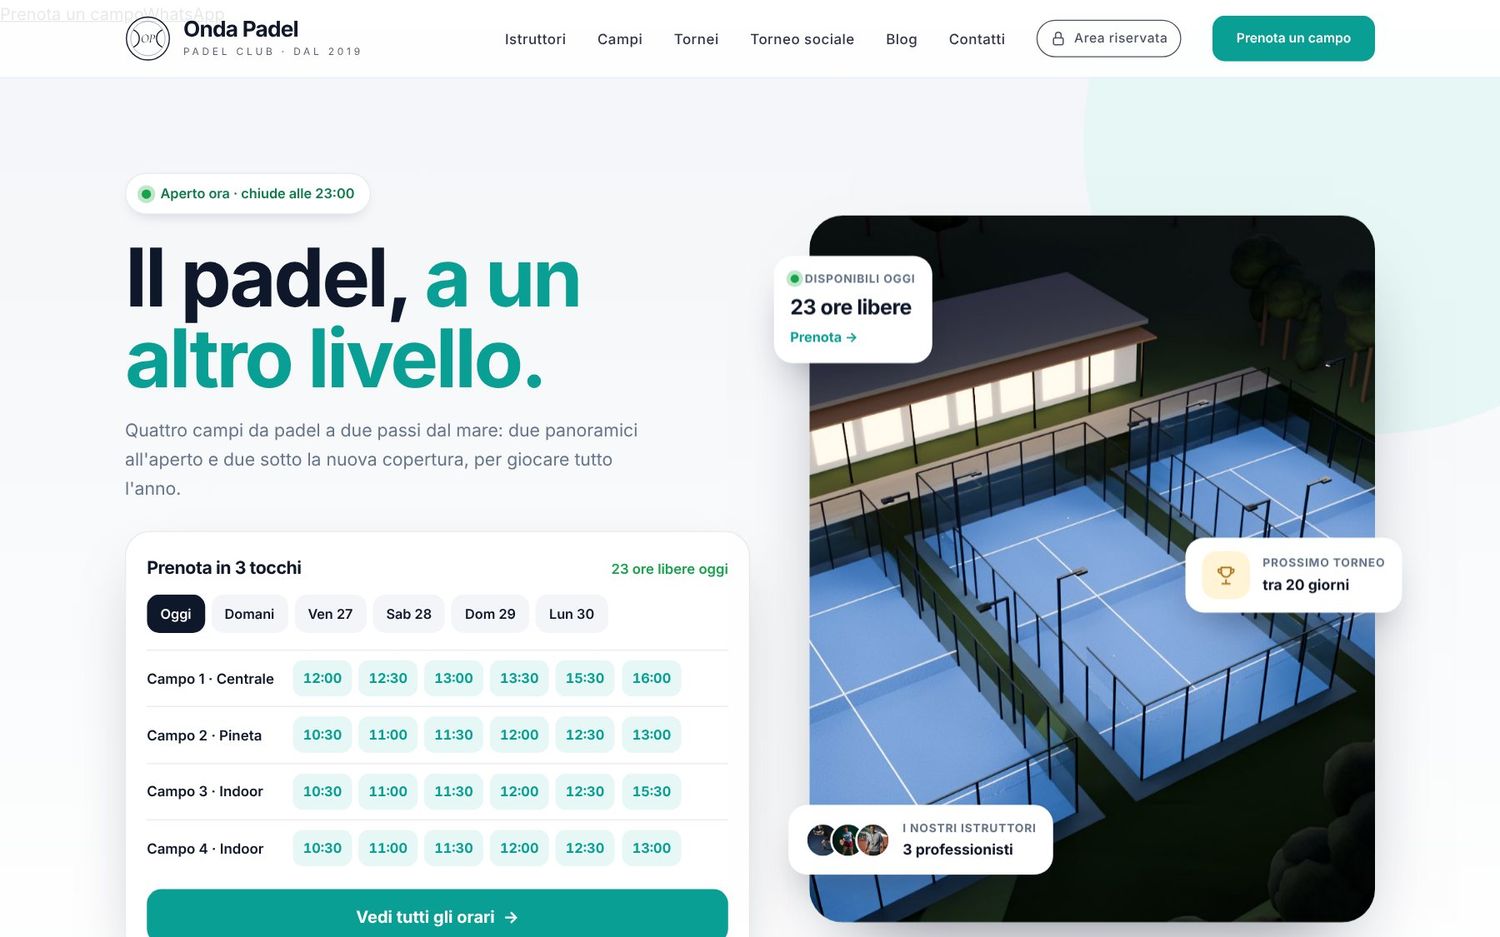 Prenota un campoWhatsApp
OP
Onda Padel
PADEL CLUB · DAL 2019
Istruttori Campi Tornei Torneo sociale Blog Contatti Area riservata Prenota un campo
Aperto ora · chiude alle 23:00
Il padel, a un
altro livello.
Quattro campi da padel a due passi dal mare: due panoramici
all'aperto e due sotto la nuova copertura, per giocare tutto
l'anno.
Prenota in 3 tocchi 23 ore libere oggi
Oggi Domani Ven 27 Sab 28 Dom 29 Lun 30
Campo 1 · Centrale 12:00 12:30 13:00 13:30 15:30 16:00
Campo 2 · Pineta 10:30 11:00 11:30 12:00 12:30 13:00
Campo 3 · Indoor 10:30 11:00 11:30 12:00 12:30 15:30
Campo 4 · Indoor 10:30 11:00 11:30 12:00 12:30 13:00
Vedi tutti gli orari →
DISPONIBILI OGGI
23 ore libere
Prenota →
PROSSIMO TORNEO
tra 20 giorni
I NOSTRI ISTRUTTORI
3 professionisti